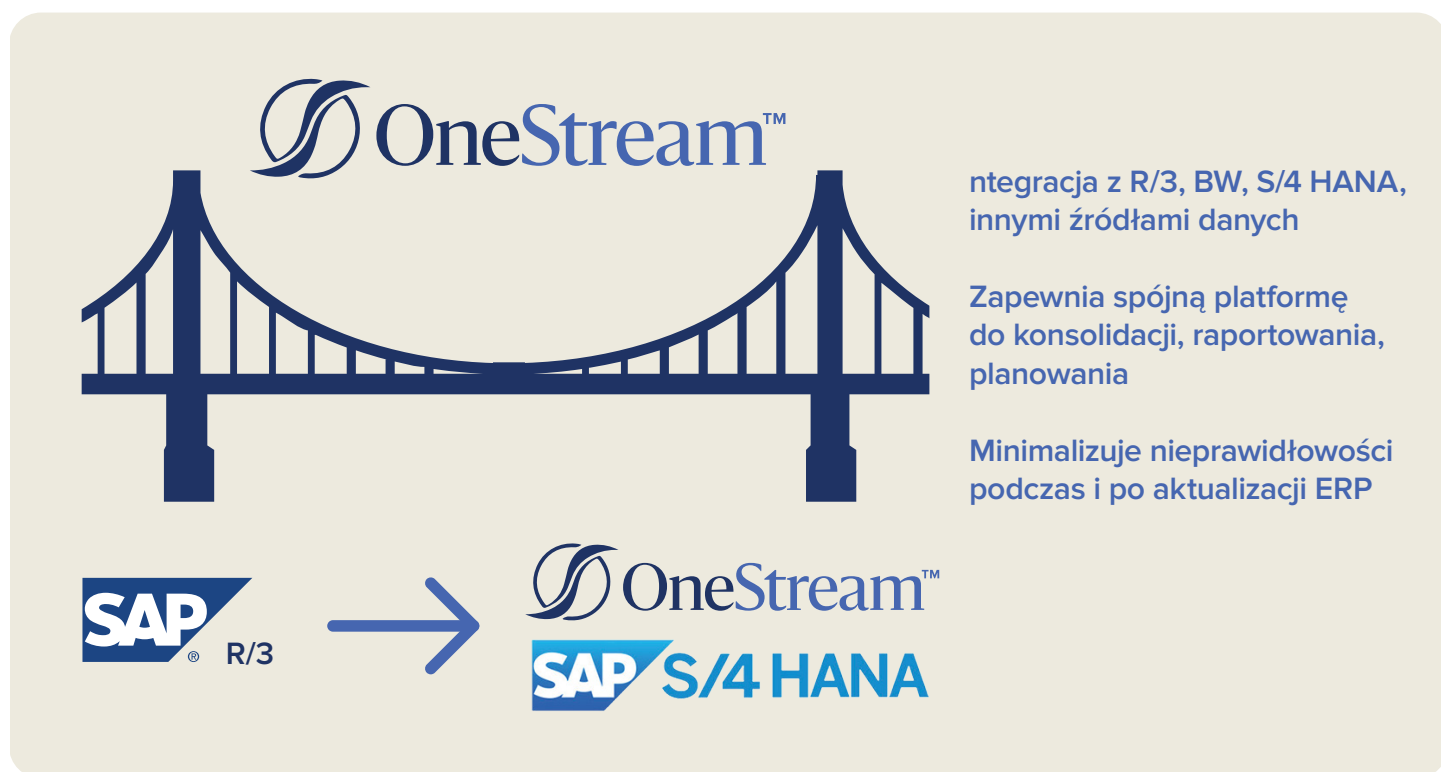 OneStream™
ntegracja z R/3, BW, S/4 HANA,
innymi źródłami danych
Zapewnia spójną platformę
do konsolidacji, raportowania,
planowania
Minimalizuje nieprawidłowości
podczas i po aktualizacji ERP
SAP® R/3
OneStream™
SAP S/4 HANA